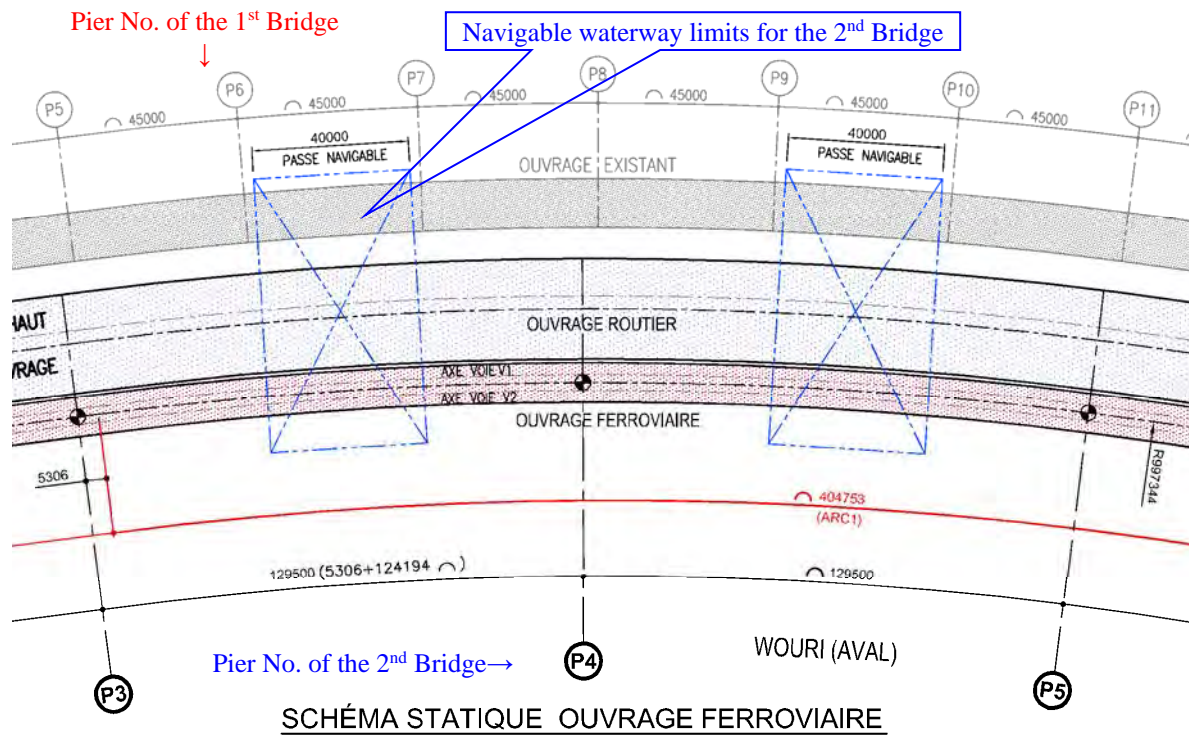 Pier No. of the 1st Bridge
↓
Navigable waterway limits for the 2nd Bridge
P5
P6
P7
P8
P9
P10
P11
45000
45000
45000
45000
45000
45000
40000
PASSE NAVIGABLE
40000
PASSE NAVIGABLE
OUVRAGE EXISTANT
HAUT
OUVRAGE ROUTIER
VRAGE
AXE VOIE V1
AXE VOIE V2
OUVRAGE FERROVIAIRE
5306
R997344
404753
(ARC1)
129500 (5306+124194 ⌒)
129500
WOURI (AVAL)
Pier No. of the 2nd Bridge→
P3
P4
P5
SCHÉMA STATIQUE OUVRAGE FERROVIAIRE